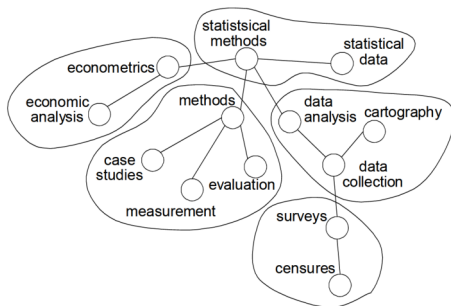 statistsical
methods
statistical
data
econometrics
economic
analysis
methods
data
analysis
cartography
case
studies
evaluation
data
collection
measurement
surveys
censures